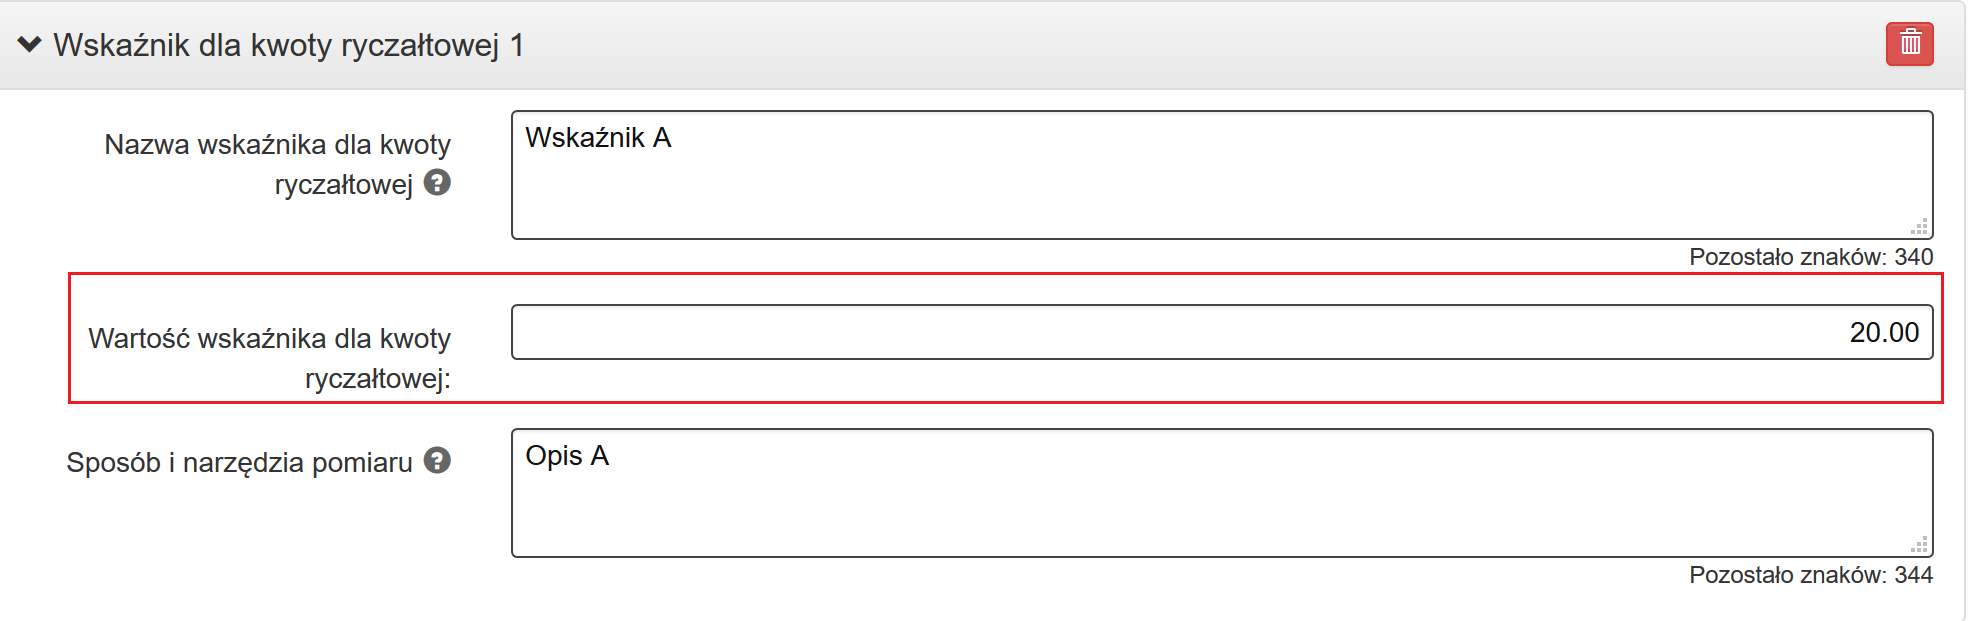 Wskaźnik dla kwoty ryczałtowej 1
Nazwa wskaźnika dla kwoty
ryczałtowej
Wskaźnik A
Pozostało znaków: 340
Wartość wskaźnika dla kwoty
ryczałtowej:
20.00
Sposób i narzędzia pomiaru
Opis A
Pozostało znaków: 344